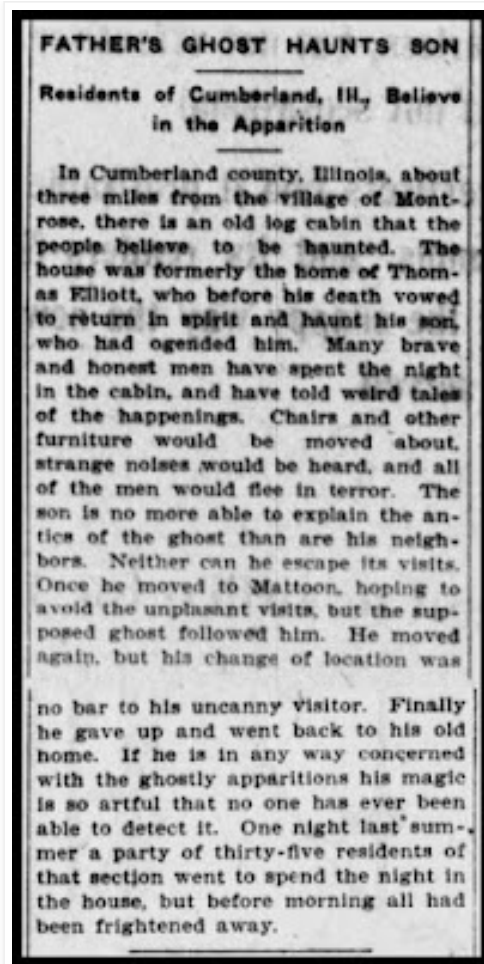 FATHER'S GHOST HAUNTS SON
Residents of Cumberland, Ill., Believe
in the Apparition
In Cumberland county, Illinois, about
three miles from the village of Mont-
rose, there is an old log cabin that the
people believe to be haunted. The
house was formerly the home of Thom-
as Elliott, who before his death vowed
to return in spirit and haunt his son,
who had ogended him. Many brave
and honest men have spent the night
in the cabin, and have told weird tales
of the happenings. Chairs and other
furniture would be moved about,
strange noises would be heard, and all
of the men would flee in terror. The
son is no more able to explain the an-
tics of the ghost than are his neigh-
bors. Neither can he escape its visits.
Once he moved to Mattoon, hoping to
avoid the unplasant visits, but the sup-
posed ghost followed him. He moved
again, but his change of location was
no bar to his uncanny visitor. Finally
he gave up and went back to his old
home. If he is in any way concerned
with the ghostly apparitions his magic
is so artful that no one has ever been
able to detect it. One night last sum-
mer a party of thirty-five residents of
that section went to spend the night in
the house, but before morning all had
been frightened away.